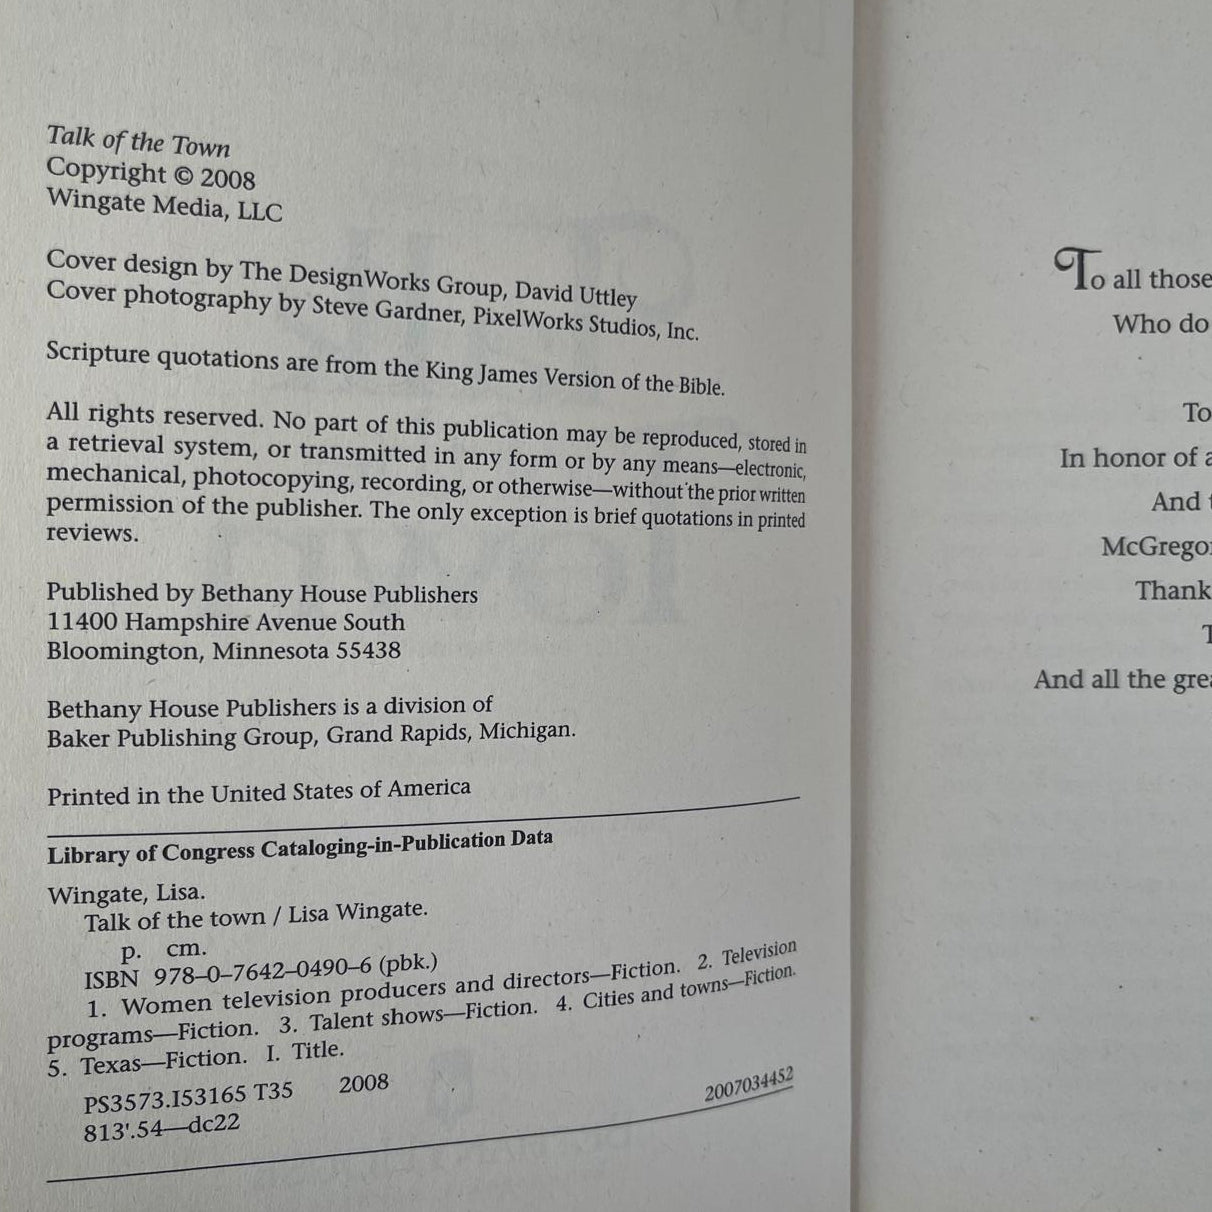 Talk of the Town
Copyright © 2008
Wingate Media, LLC
Cover design by The DesignWorks Group, David Uttley
Cover photography by Steve Gardner, PixelWorks Studios, Inc.
Scripture quotations are from the King James Version of the Bible.
All rights reserved. No part of this publication may be reproduced, stored in
a retrieval system, or transmitted in any form or by any means—electronic,
mechanical, photocopying, recording, or otherwise—without the prior written
permission of the publisher. The only exception is brief quotations in printed
reviews.
Published by Bethany House Publishers
11400 Hampshire Avenue South
Bloomington, Minnesota 55438
Bethany House Publishers is a division of
Baker Publishing Group, Grand Rapids, Michigan.
Printed in the United States of America
Library of Congress Cataloging-in-Publication Data
Wingate, Lisa.
Talk of the town / Lisa Wingate.
p. cm.
ISBN 978–0–7642–0490–6 (pbk.)
1. Women television producers and directors—Fiction. 2. Television
programs—Fiction. 3. Talent shows—Fiction. 4. Cities and towns—Fiction.
5. Texas—Fiction. I. Title.
PS3573.I53165 T35 2008
813'.54—dc22
2007034452
To all those
Who do
To
In honor of a
And
McGregor
Thank
T
And all the grea